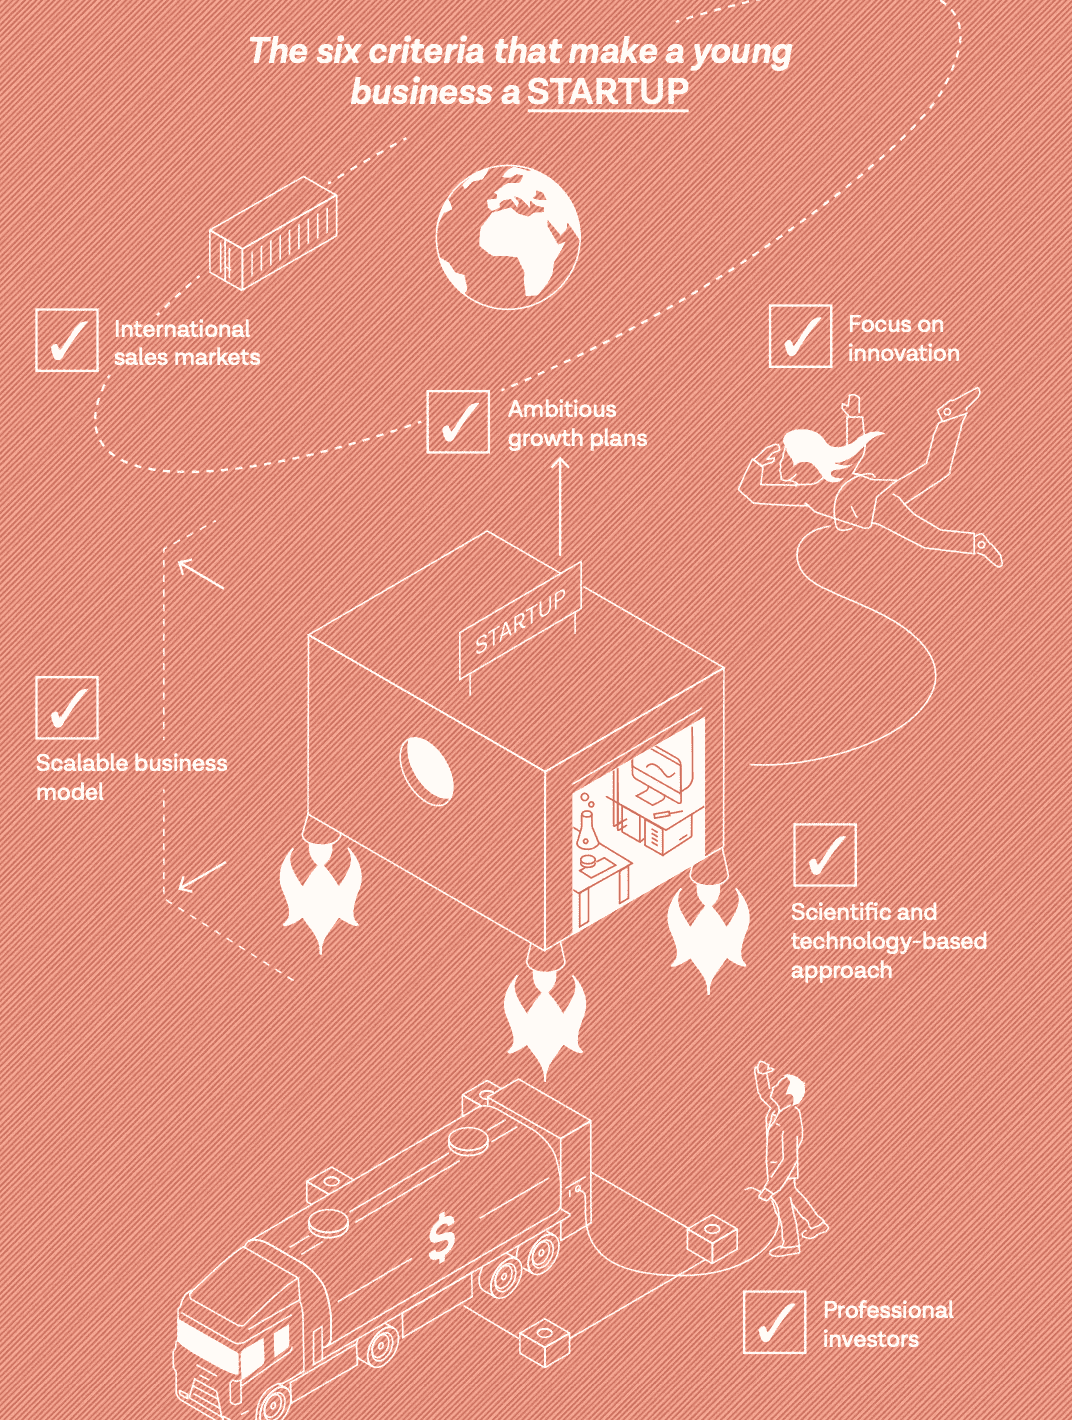 The six criteria that make a young
business a STARTUP
International
sales markets
Focus on
innovation
Ambitious
growth plans
STARTUP
Scalable business
model
Scientific and
technology-based
approach
$
Professional
investors